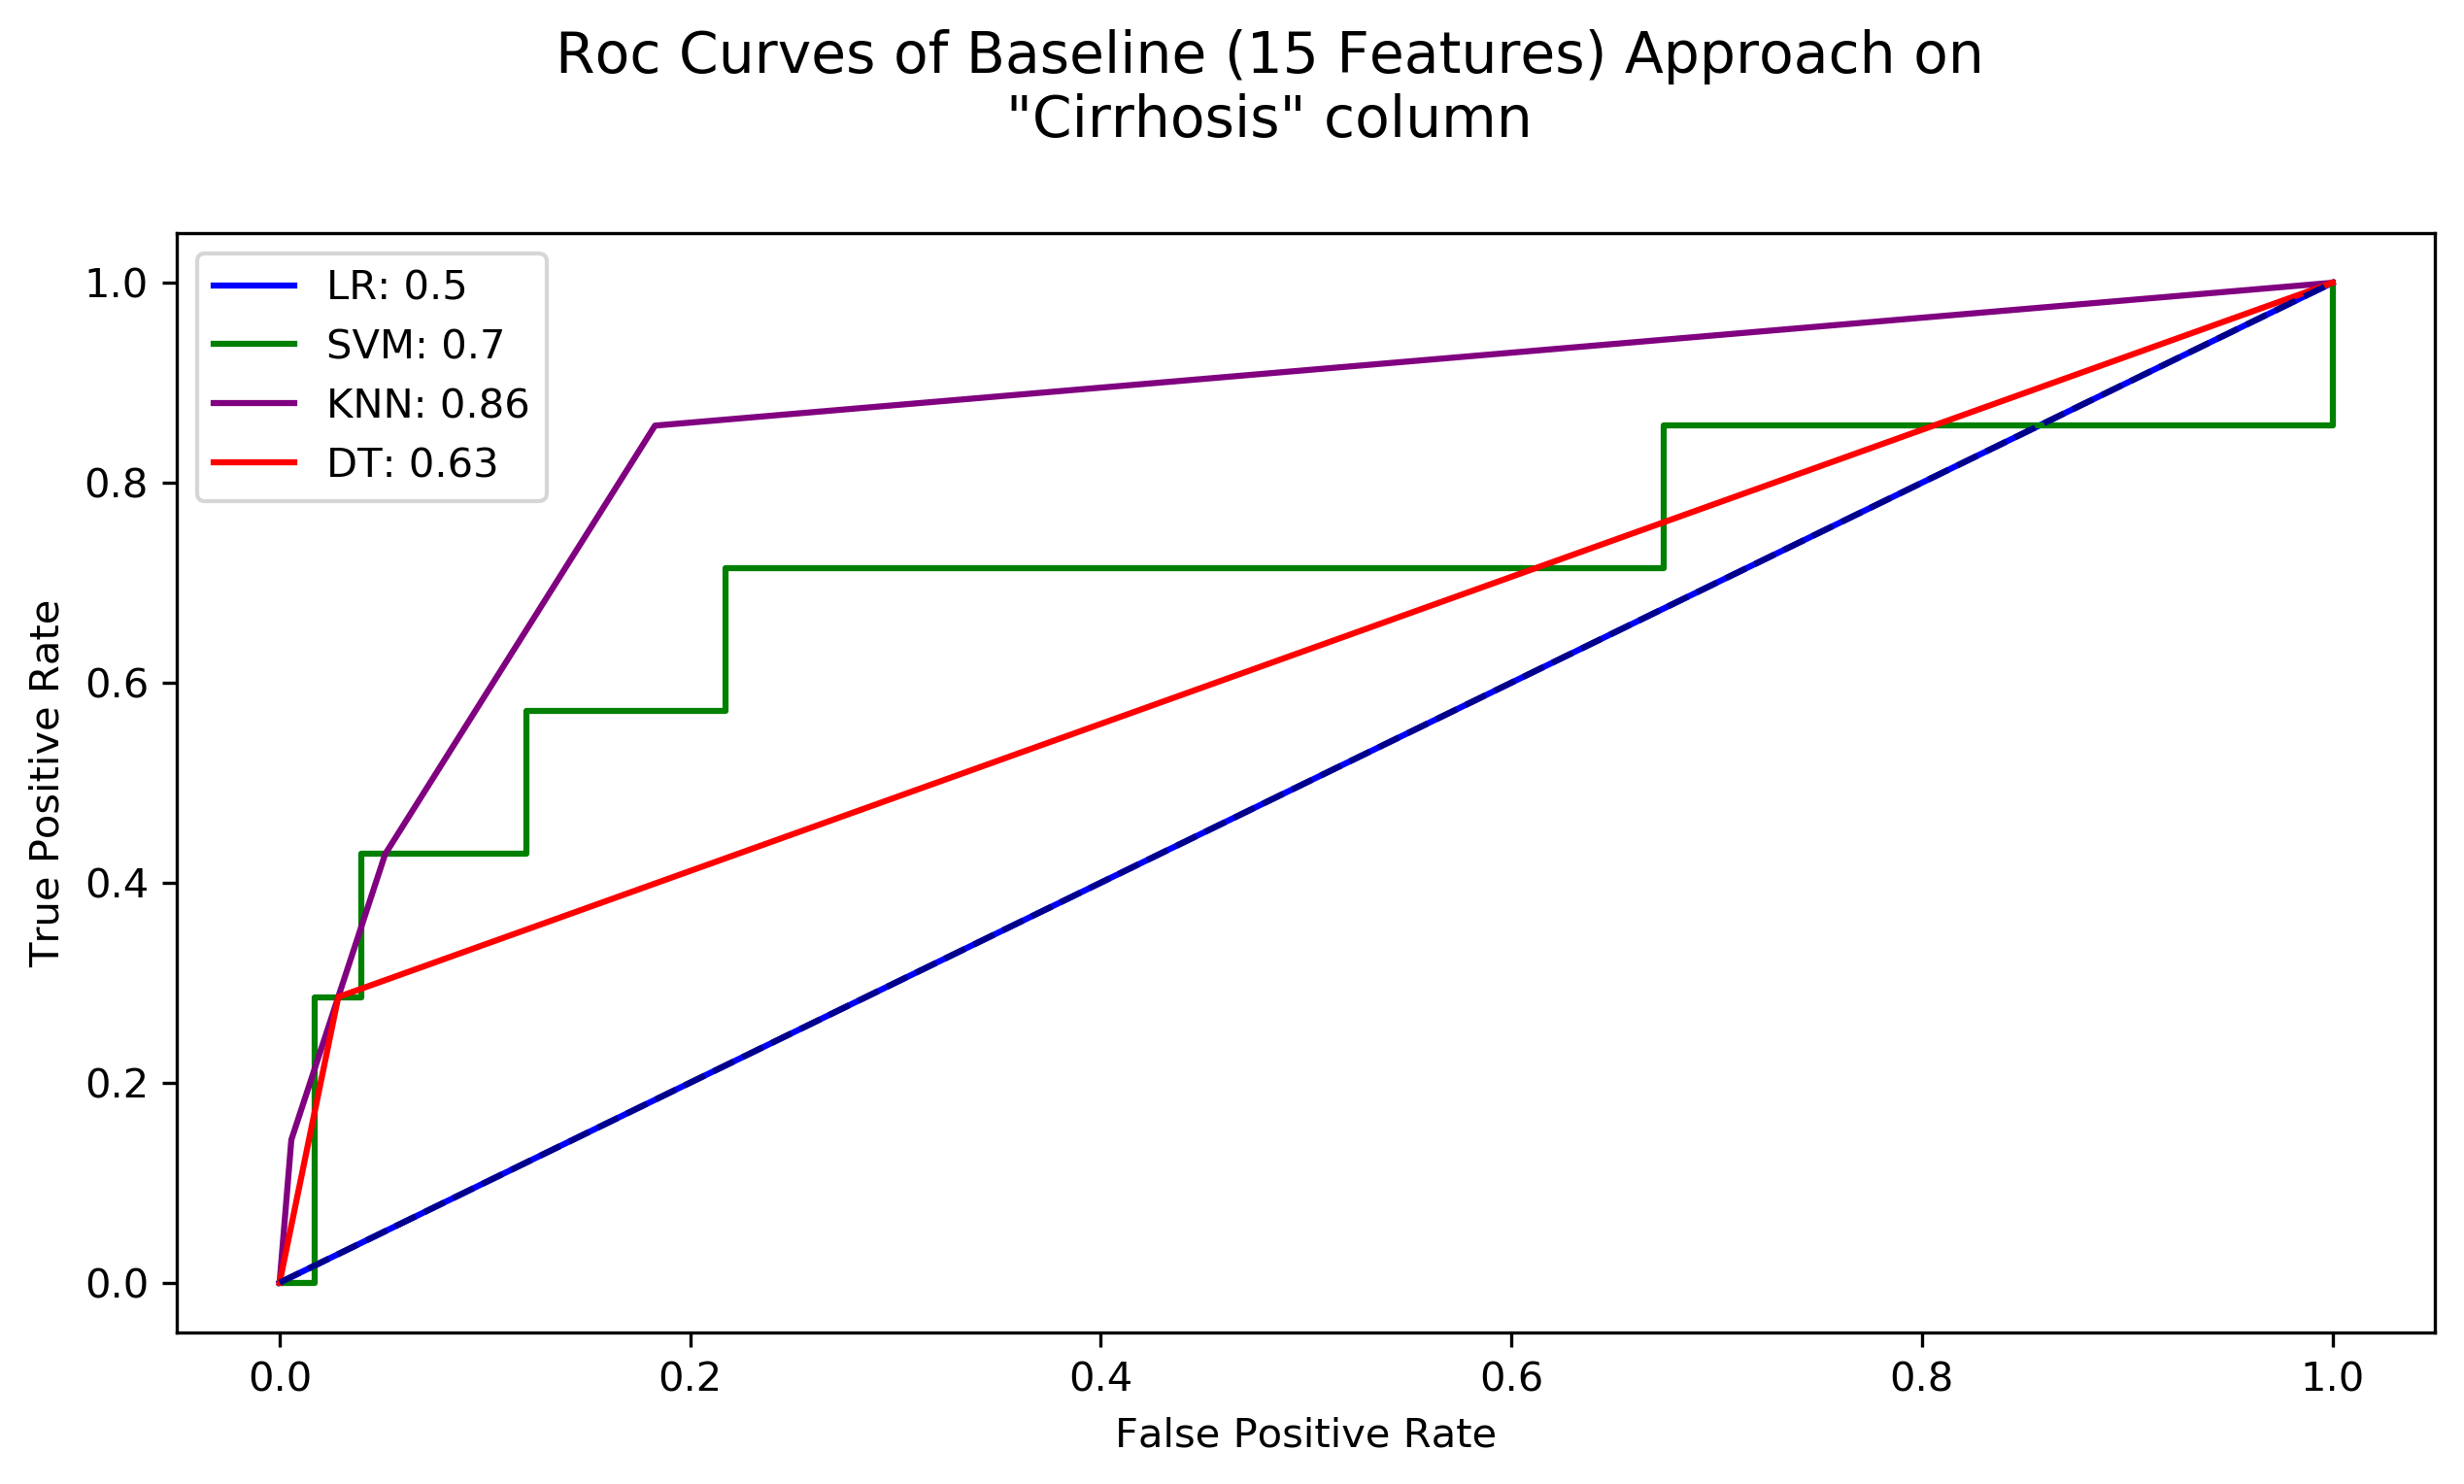 Roc Curves of Baseline (15 Features) Approach on
"Cirrhosis" column
LR: 0.5
SVM: 0.7
KNN: 0.86
DT: 0.63
1.0
0.8
0.6
0.4
0.2
0.0
True Positive Rate
0.0 0.2 0.4 0.6 0.8 1.0
False Positive Rate